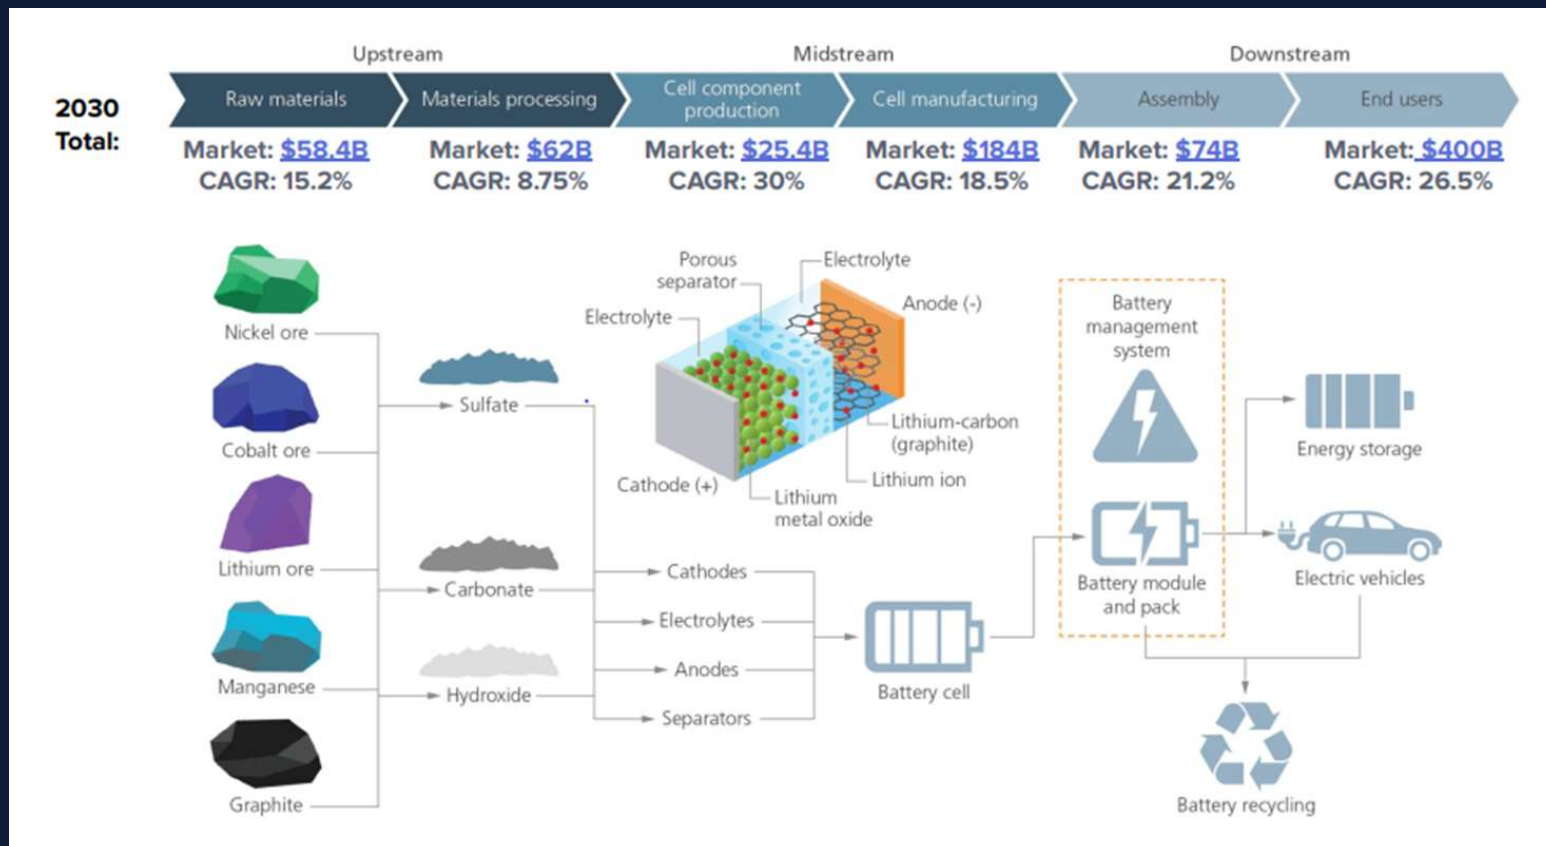 Upstream
Midstream
Downstream
2030
Total:
Raw materials
Materials processing
Cell component
production
Cell manufacturing
Assembly
End users
Market: $58.4B
CAGR: 15.2%
Market: $62B
CAGR: 8.75%
Market: $25.4B
CAGR: 30%
Market: $184B
CAGR: 18.5%
Market: $74B
CAGR: 21.2%
Market: $400B
CAGR: 26.5%
Nickel ore
Cobalt ore
Lithium ore
Manganese
Graphite
Sulfate
Carbonate
Hydroxide
Porous
separator
Electrolyte
Electrolyte
Anode (-)
Cathode (+)
Lithium
metal oxide
Lithium ion
Lithium-carbon
(graphite)
Cathodes
Electrolytes
Anodes
Separators
Battery cell
Battery
management
system
Battery module
and pack
Energy storage
Electric vehicles
Battery recycling